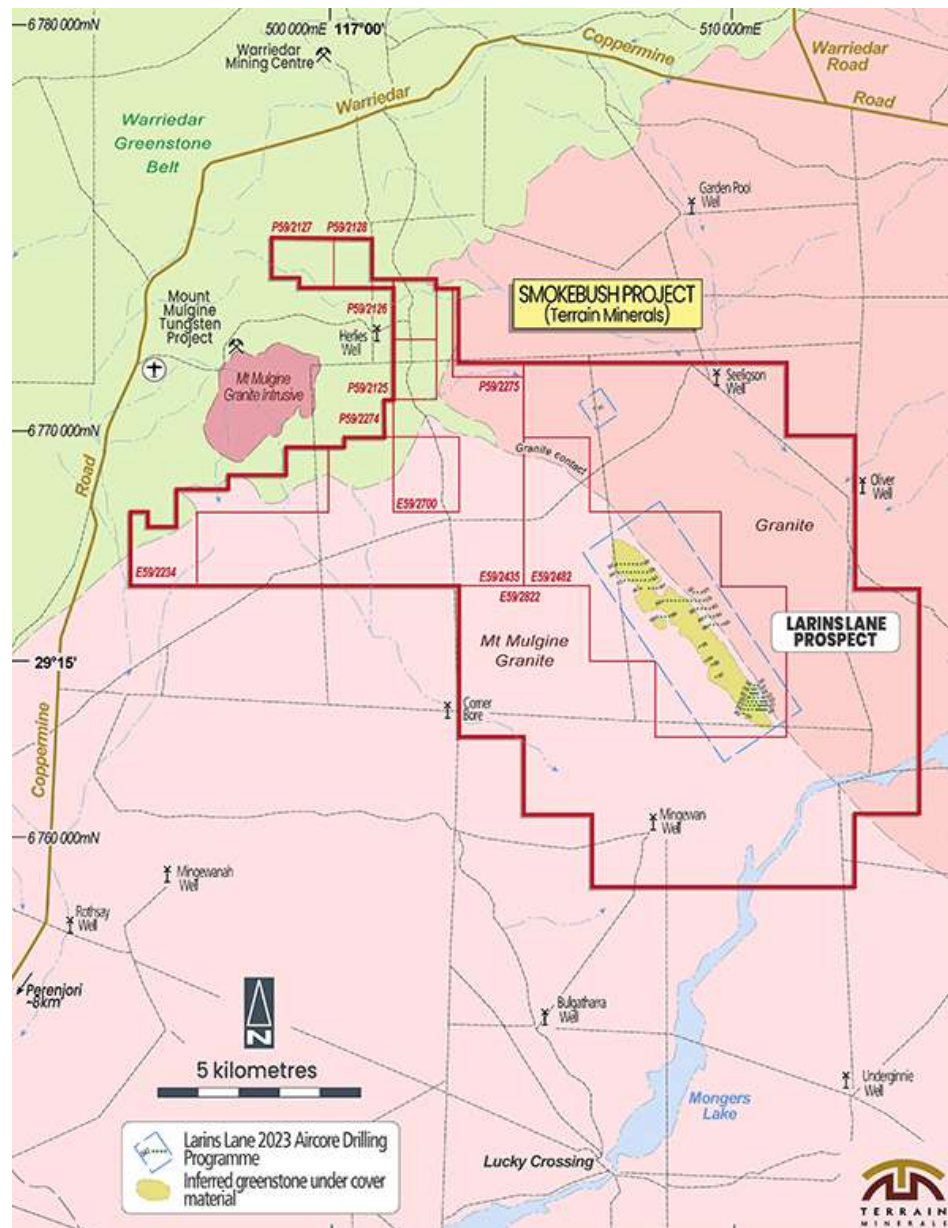 6 780 000mN
500 000mE
117°00'
510 000mE
Warriedar
Mining Centre
Coppermine
Warriedar
Road
Warriedar
Road
Warriedar
Greenstone
Belt
Garden Pool
Well
P59/2127
P59/2128
SMOKEBUSH PROJECT
(Terrain Minerals)
Mount
Mulgine
Tungsten
Project
P59/2126
Herlies
Well
Mt Mulgine
Granite Intrusive
P59/2125
P59/2275
Seeligson
Well
P59/2274
6 770 000mN
Granite contact
Road
Oliver
Well
E59/2700
Granite
E59/2234
E59/2435
E59/2482
E59/2822
LARINS LANE
PROSPECT
Mt Mulgine
Granite
29°15'
Corner
Bore
Coppermine
6 760 000mN
Mingewan
Well
Mingewanah
Well
Rothsay
Well
Perenjori
~8km
Bulgatharra
Well
N
5 kilometres
Underginnie
Well
Mongers
Lake
Larins Lane 2023 Aircore Drilling
Programme
Inferred greenstone under cover
material
Lucky Crossing
TERRAIN
MINERALS